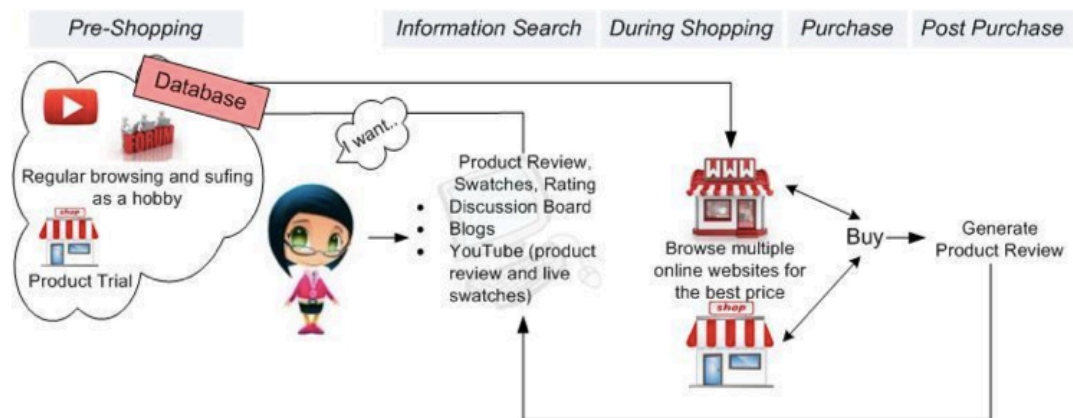 Pre-Shopping
Information Search
During Shopping
Purchase
Post Purchase
Database
FORUM
Regular browsing and sufing
as a hobby
shop
Product Trial
I want..
Product Review,
Swatches, Rating
Discussion Board
Blogs
YouTube (product
review and live
swatches)
WWW
Browse multiple
online websites for
the best price
shop
Buy
Generate
Product Review